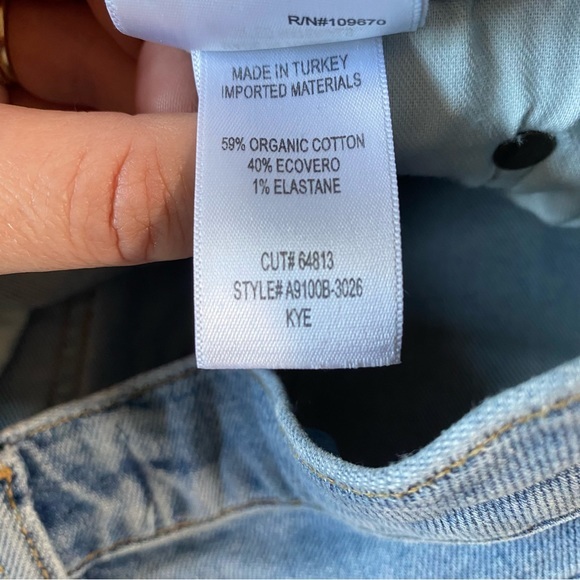 R/N#109670
MADE IN TURKEY
IMPORTED MATERIALS
59% ORGANIC COTTON
40% ECOVERO
1% ELASTANE
CUT# 64813
STYLE# A9100B-3026
KYE